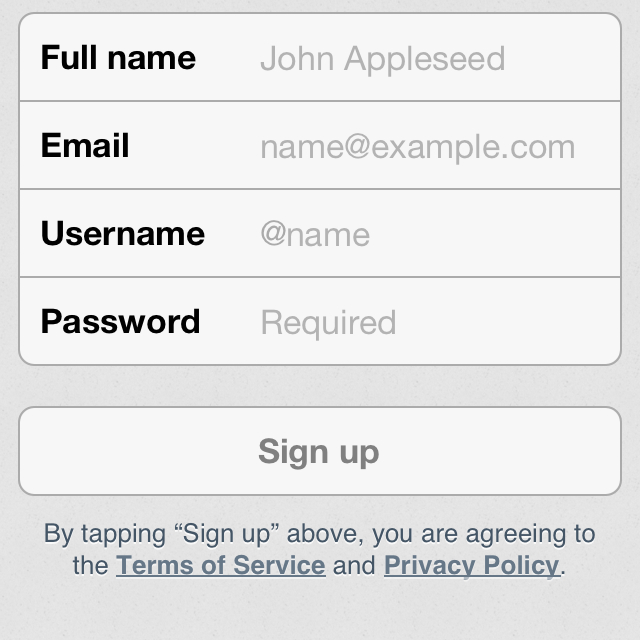 Full name John Appleseed
Email name@example.com
Username @name
Password Required
Sign up
By tapping “Sign up” above, you are agreeing to
the Terms of Service and Privacy Policy.